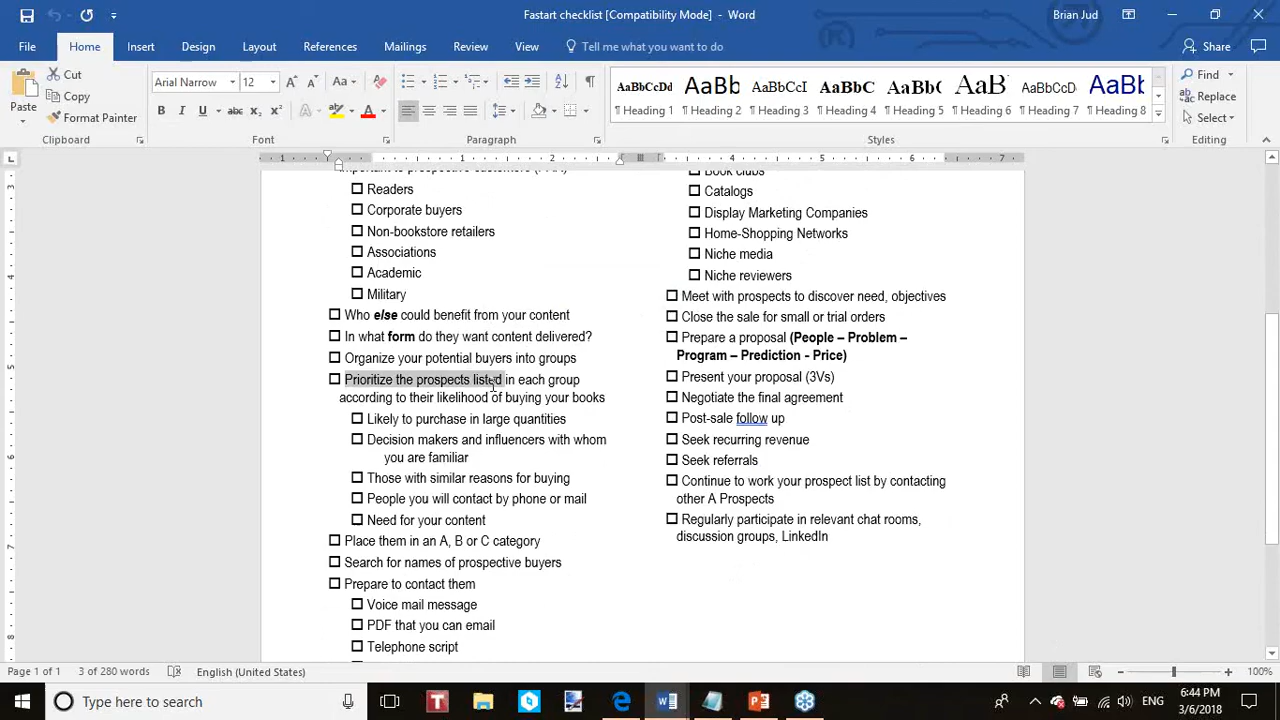 Fastart checklist [Compatibility Mode] - Word
Brian Jud
File
Home
Insert
Design
Layout
References
Mailings
Review
View
Tell me what you want to do
Share
Paste
Cut
Copy
Format Painter
Clipboard
Arial Narrow
12
Font
Paragraph
AaBbCcDd
¶ Heading 1
AaBb
¶ Heading 2
AaBbCcI
¶ Heading 3
AaBbC
¶ Heading 4
AaBbC
¶ Heading 5
AaB
¶ Heading 6
AaBbCcD
¶ Heading 7
AaBbC
¶ Heading 8
Styles
Find
Replace
Select
Editing
Readers
Corporate buyers
Non-bookstore retailers
Associations
Academic
Military
Who else could benefit from your content
In what form do they want content delivered?
Organize your potential buyers into groups
Prioritize the prospects listed in each group
according to their likelihood of buying your books
Likely to purchase in large quantities
Decision makers and influencers with whom
you are familiar
Those with similar reasons for buying
People you will contact by phone or mail
Need for your content
Place them in an A, B or C category
Search for names of prospective buyers
Prepare to contact them
Voice mail message
PDF that you can email
Telephone script
Book clubs
Catalogs
Display Marketing Companies
Home-Shopping Networks
Niche media
Niche reviewers
Meet with prospects to discover need, objectives
Close the sale for small or trial orders
Prepare a proposal (People – Problem –
Program – Prediction - Price)
Present your proposal (3Vs)
Negotiate the final agreement
Post-sale follow up
Seek recurring revenue
Seek referrals
Continue to work your prospect list by contacting
other A Prospects
Regularly participate in relevant chat rooms,
discussion groups, LinkedIn
Page 1 of 1
3 of 280 words
English (United States)
100%
Type here to search
ENG
6:44 PM
3/6/2018